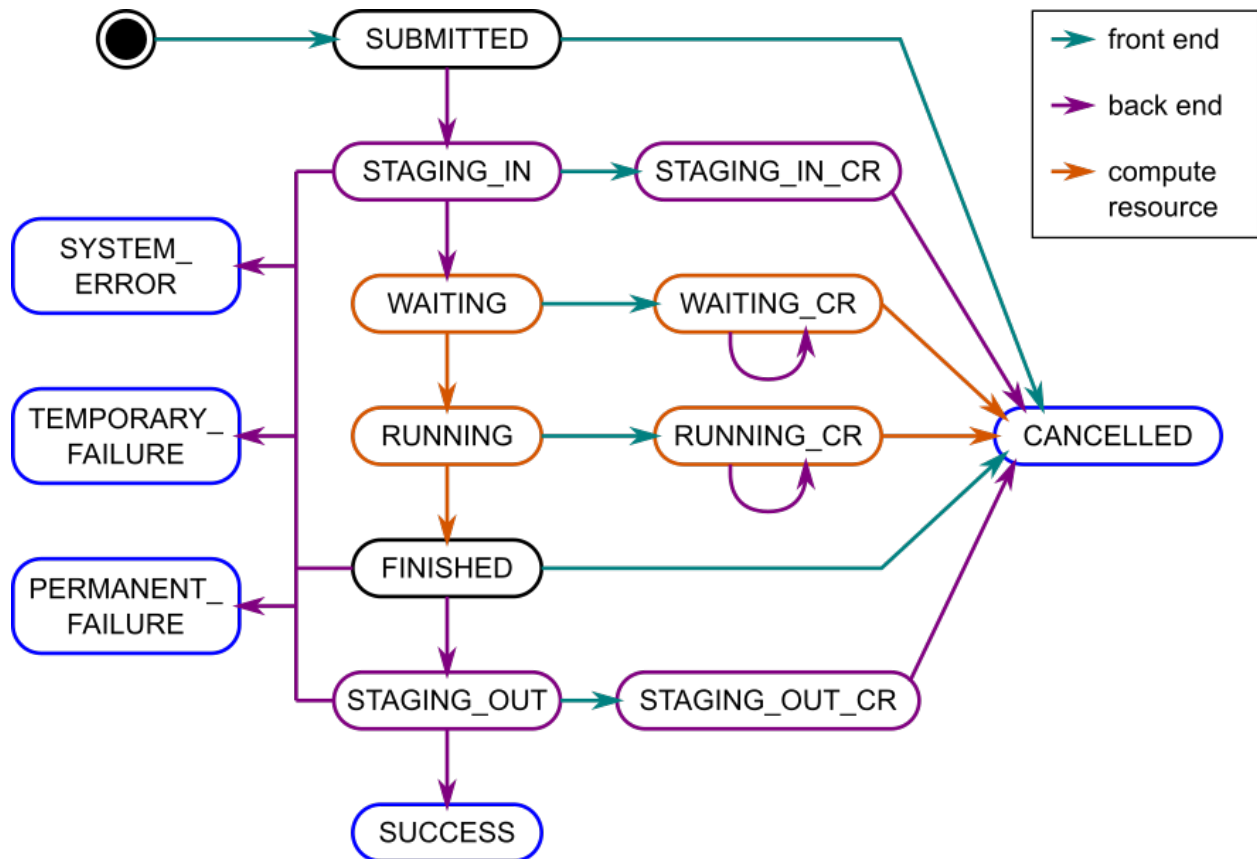 SUBMITTED
front end
back end
compute
resource
STAGING_IN
STAGING_IN_CR
SYSTEM_
ERROR
WAITING
WAITING_CR
TEMPORARY_
FAILURE
RUNNING
RUNNING_CR
CANCELLED
PERMANENT_
FAILURE
FINISHED
STAGING_OUT
STAGING_OUT_CR
SUCCESS